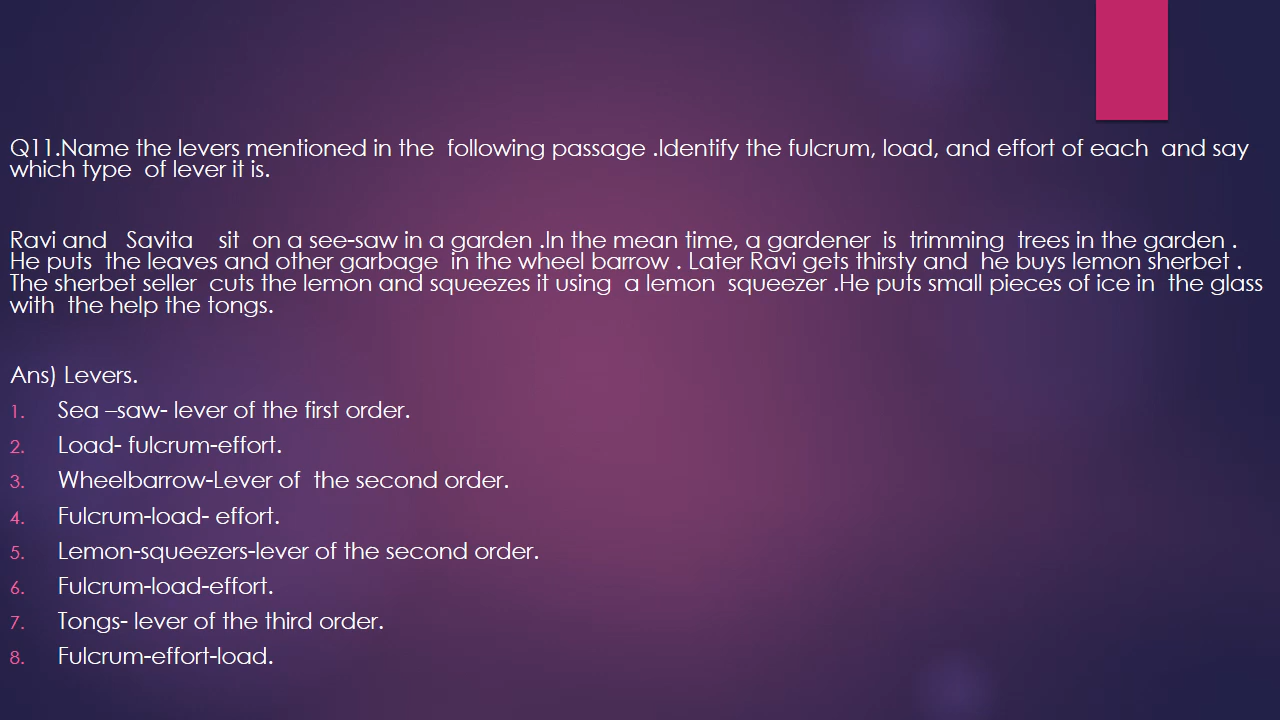 Q11.Name the levers mentioned in the  following passage .Identify the fulcrum, load, and effort of each  and say
which type  of lever it is.
Ravi and   Savita    sit  on a see-saw in a garden .In the mean time, a gardener  is  trimming  trees in the garden .
He puts  the leaves and other garbage  in the wheel barrow . Later Ravi gets thirsty and  he buys lemon sherbet .
The sherbet seller  cuts the lemon and squeezes it using  a lemon  squeezer .He puts small pieces of ice in  the glass
with  the help the tongs.
Ans) Levers.
1. Sea –saw- lever of the first order.
2. Load- fulcrum-effort.
3. Wheelbarrow-Lever of  the second order.
4. Fulcrum-load- effort.
5. Lemon-squeezers-lever of the second order.
6. Fulcrum-load-effort.
7. Tongs- lever of the third order.
8. Fulcrum-effort-load.